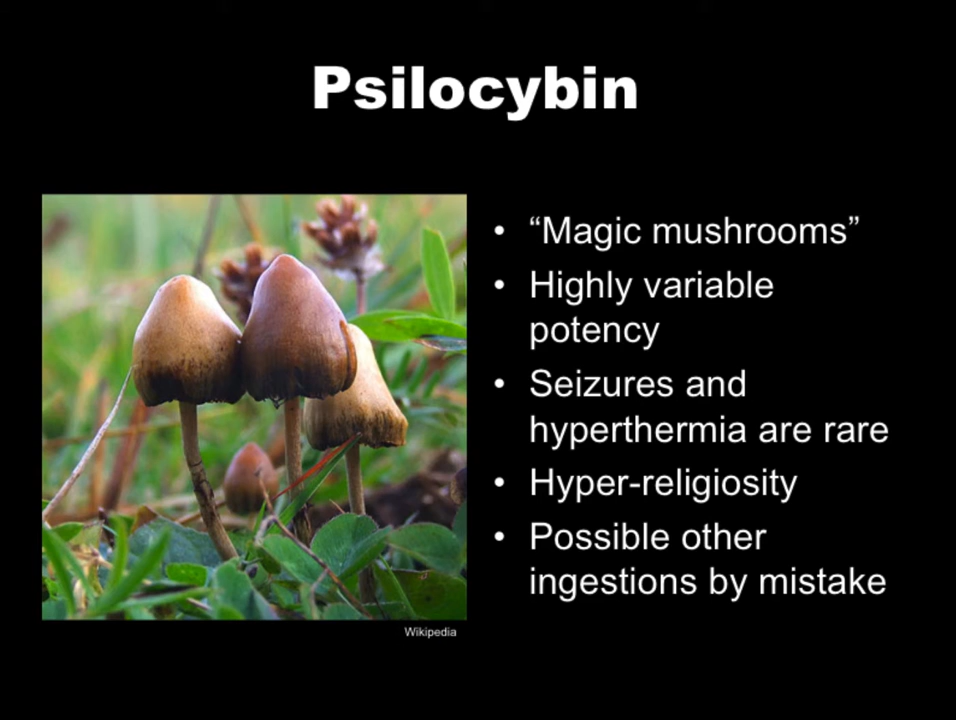 Psilocybin
• “Magic mushrooms”
• Highly variable
potency
• Seizures and
hyperthermia are rare
• Hyper-religiosity
• Possible other
ingestions by mistake
Wikipedia